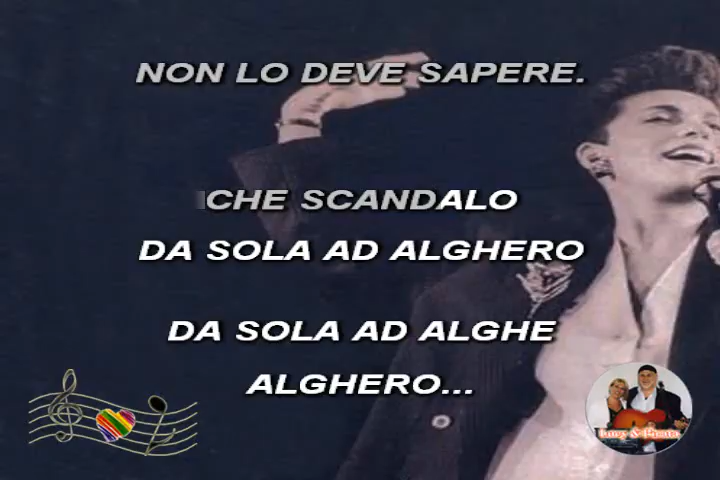 NON LO DEVE SAPERE.
CHE SCANDALO
DA SOLA AD ALGHERO
DA SOLA AD ALGHE
ALGHERO...